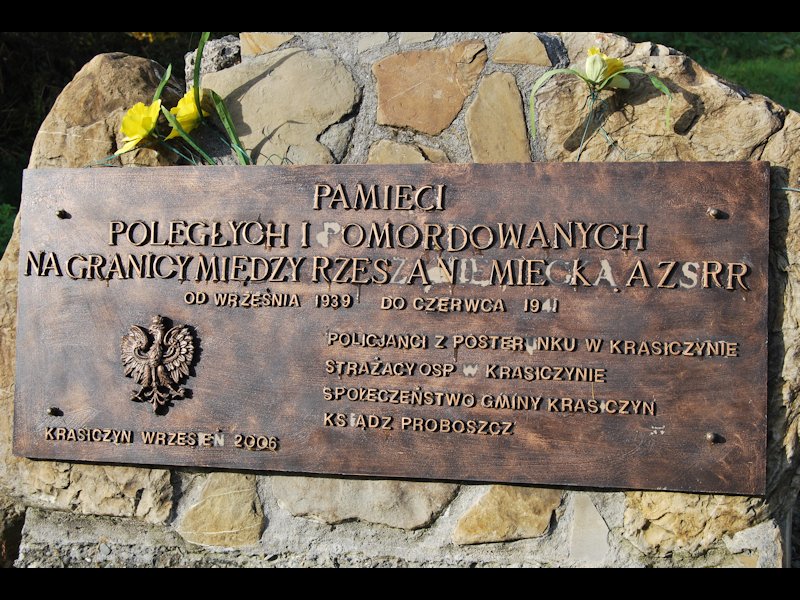 PAMIECI
POLEGŁYCH I POMORDOWANYCH
NA GRANICY MIĘDZY RZESZĄ NIEMIECKĄ A ZSRR
OD WRZEŚNIA 1939 DO CZERWCA 1941
POLICJANCI Z POSTERUNKU W KRASICZYNIE
STRAŻACY OSP W KRASICZYNIE
SPOŁECZEŃSTWO GMINY KRASICZYN
KSIĄDZ PROBOSZCZ
KRASICZYN WRZESIEŃ 2006